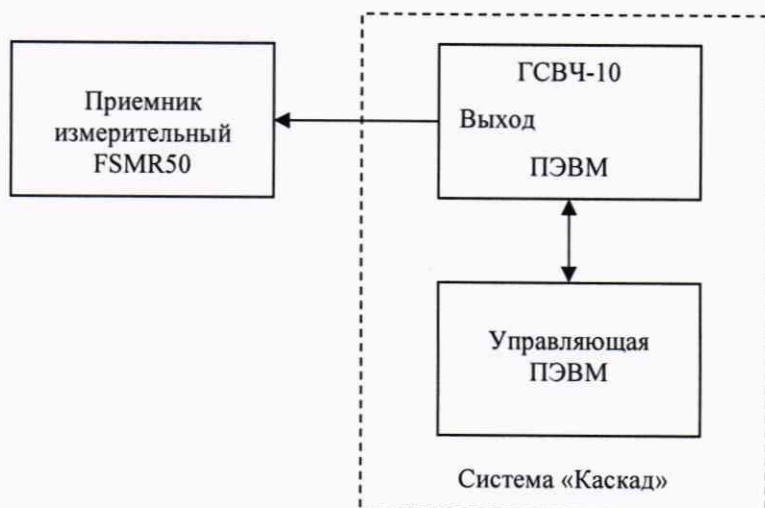 Приемник
измерительный
FSMR50
ГСВЧ-10
Выход
ПЭВМ
Управляющая
ПЭВМ
Система «Каскад»